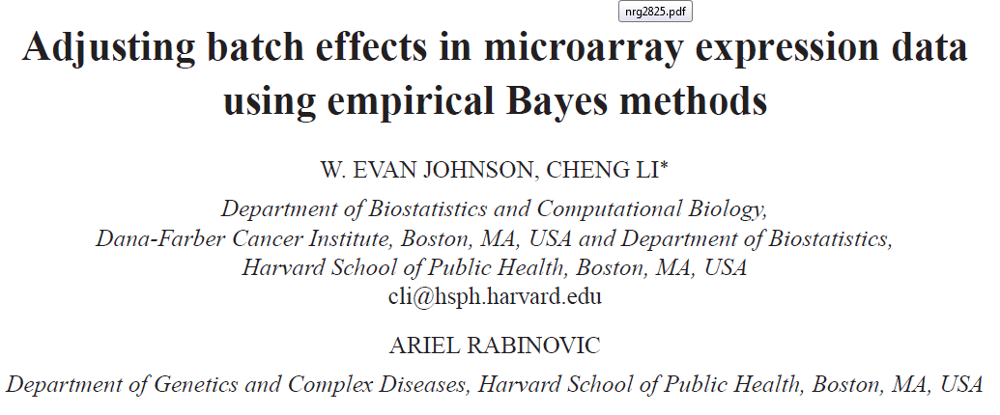 nrg2825.pdf
Adjusting batch effects in microarray expression data
using empirical Bayes methods
W. EVAN JOHNSON, CHENG LI*
Department of Biostatistics and Computational Biology,
Dana-Farber Cancer Institute, Boston, MA, USA and Department of Biostatistics,
Harvard School of Public Health, Boston, MA, USA
cli@hsph.harvard.edu
ARIEL RABINOVIC
Department of Genetics and Complex Diseases, Harvard School of Public Health, Boston, MA, USA